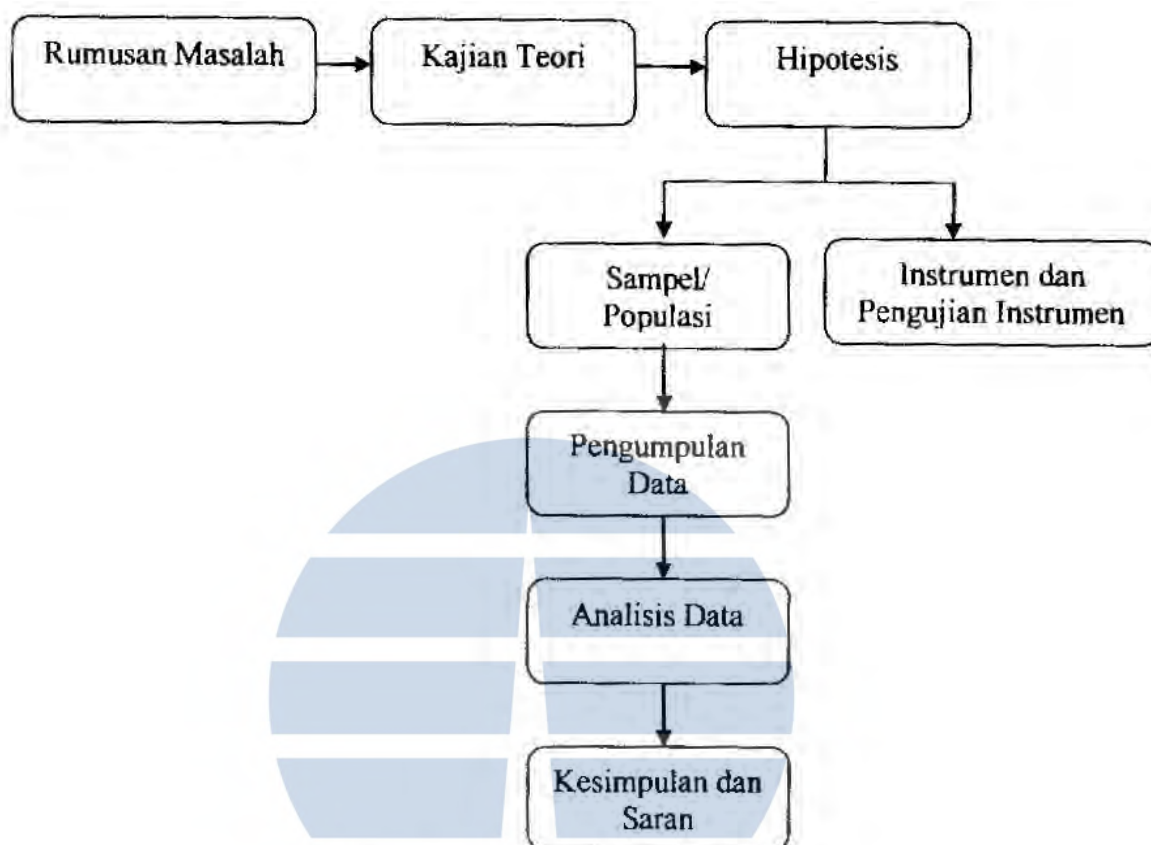 Rumusan Masalah
Kajian Teori
Hipotesis
Sampel/
Populasi
Instrumen dan
Pengujian Instrumen
Pengumpulan
Data
Analisis Data
Kesimpulan dan
Saran